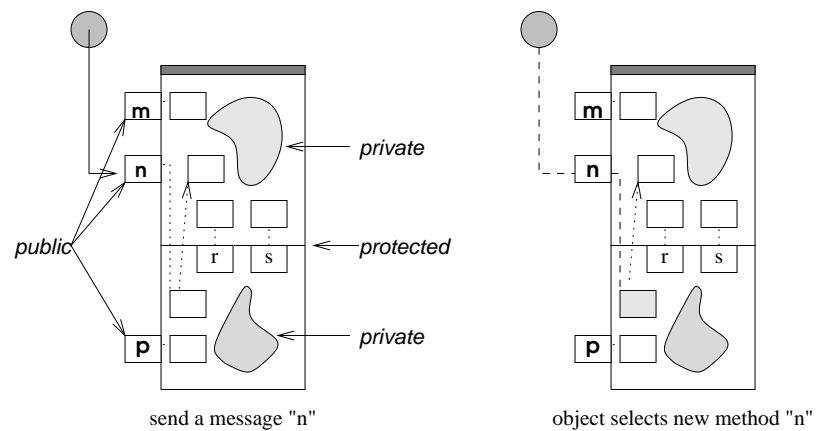 m
m
private
n
n
public
protected
r
s
r
s
private
p
p
send a message "n"
object selects new method "n"